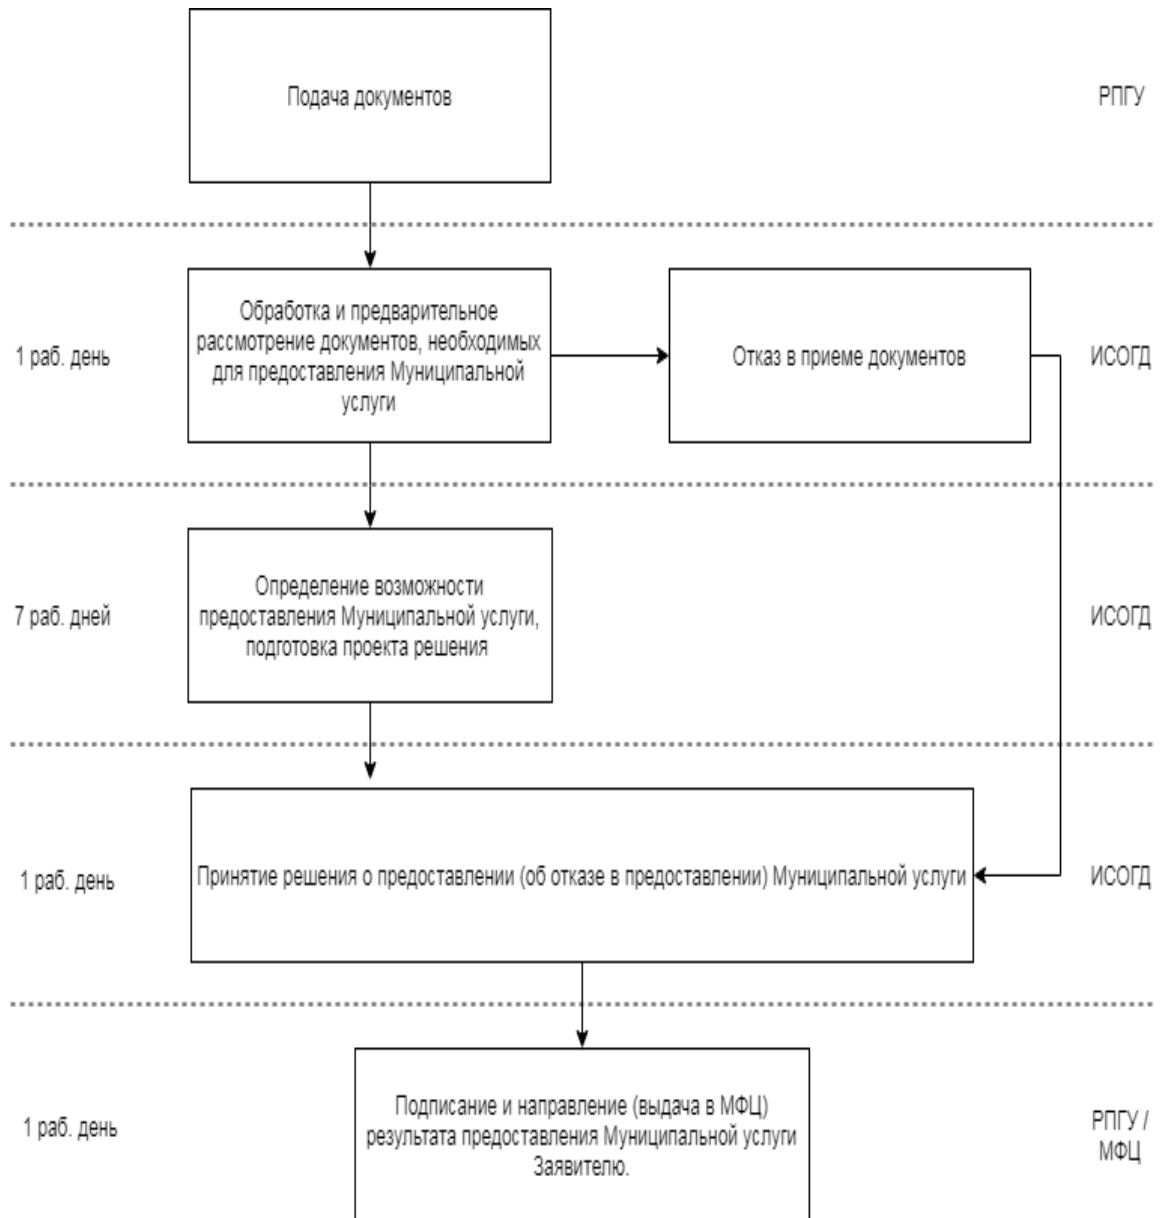 Подача документов
РПГУ
1 раб. день
Обработка и предварительное
рассмотрение документов, необходимых
для предоставления Муниципальной
услуги
Отказ в приеме документов
ИСОГД
7 раб. дней
Определение возможности
предоставления Муниципальной услуги,
подготовка проекта решения
ИСОГД
1 раб. день
Принятие решения о предоставлении (об отказе в предоставлении) Муниципальной услуги
ИСОГД
1 раб. день
Подписание и направление (выдача в МФЦ)
результата предоставления Муниципальной услуги
Заявителю.
РПГУ /
МФЦ